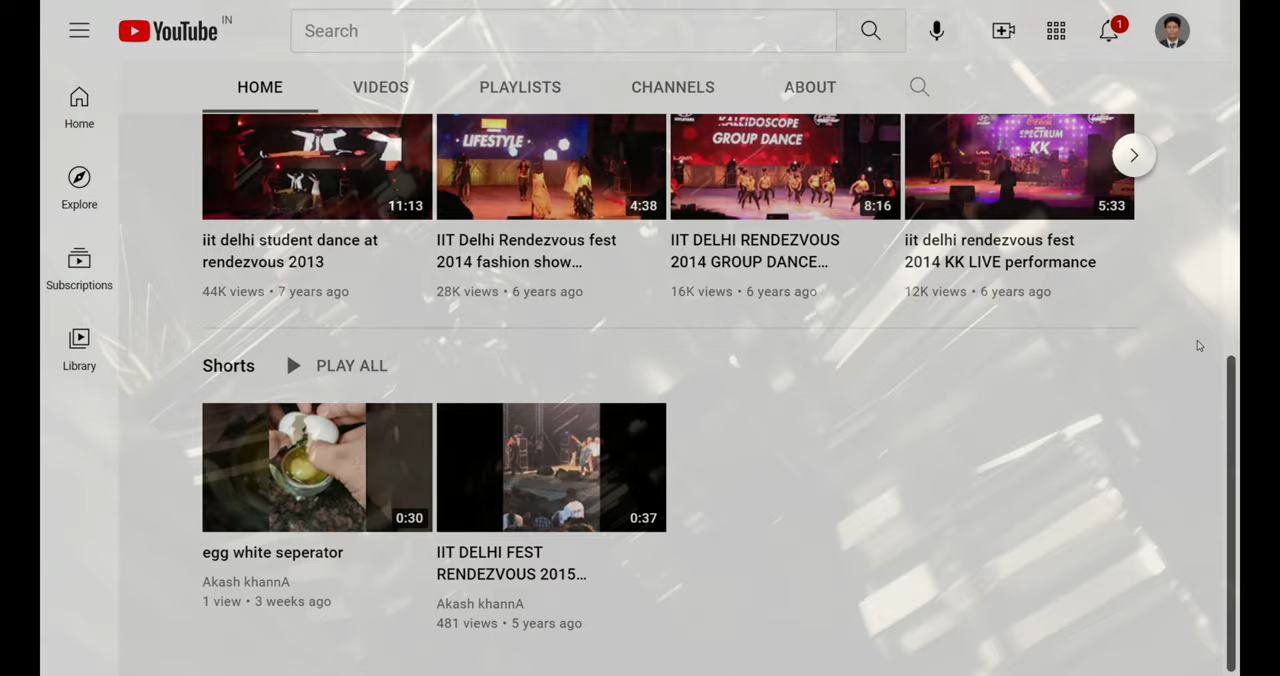 YouTube IN
Search
1
HOME VIDEOS PLAYLISTS CHANNELS ABOUT
Home
Explore
Subscriptions
Library
LIFESTYLE
KALEIDOSCOPE
GROUP DANCE
SPECTRUM
KK
11:13
4:38
8:16
5:33
iit delhi student dance at
rendezvous 2013
44K views • 7 years ago
IIT Delhi Rendezvous fest
2014 fashion show...
28K views • 6 years ago
IIT DELHI RENDEZVOUS
2014 GROUP DANCE...
16K views • 6 years ago
iit delhi rendezvous fest
2014 KK LIVE performance
12K views • 6 years ago
Shorts PLAY ALL
0:30
0:37
egg white seperator
Akash khannA
1 view • 3 weeks ago
IIT DELHI FEST
RENDEZVOUS 2015...
Akash khannA
481 views • 5 years ago